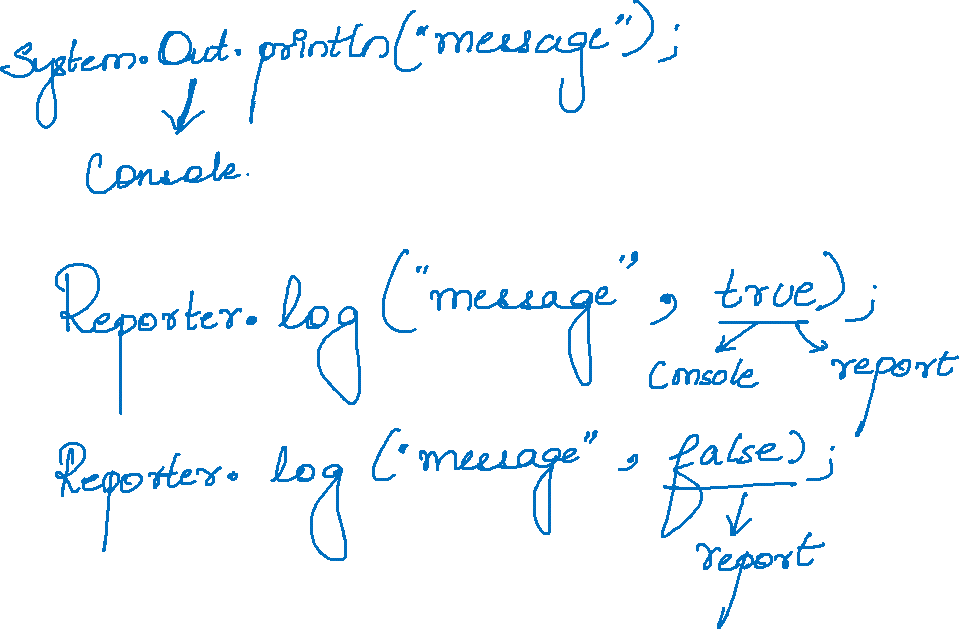 System.Out.println("message");
Console.
Reporter.log("message", true);
Console report
Reporter.log("message", false);
report